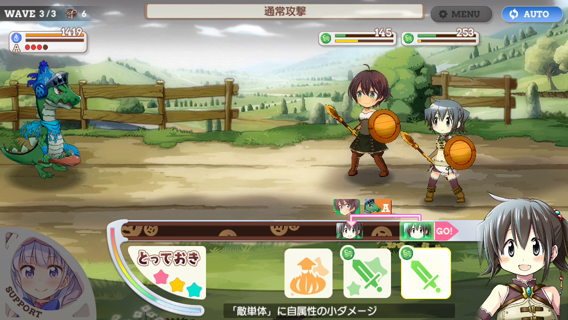 WAVE 3/3 6
通常攻撃
MENU
AUTO
1419
A
145
253
A
GO!
とっておき
SUPPORT
「敵単体」に自属性の小ダメージ